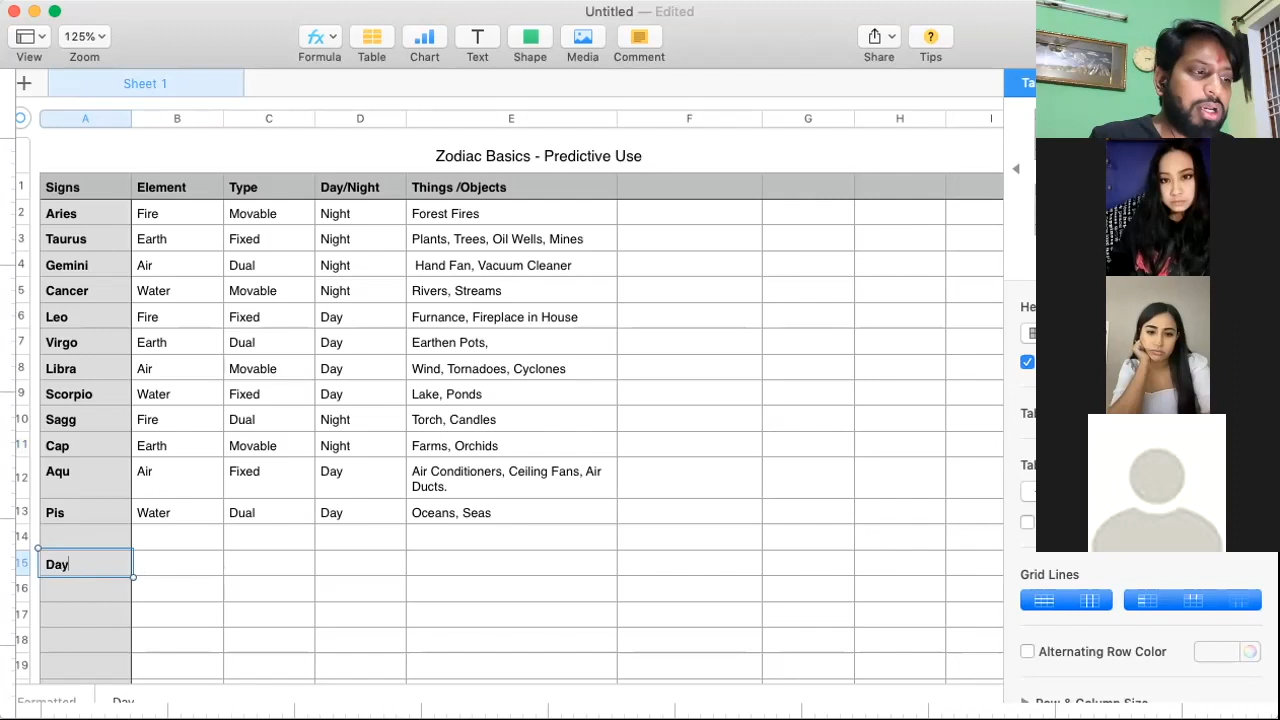 Untitled — Edited
View
125%
Zoom
Formula
Table
Chart
Text
Shape
Media
Comment
Share
Tips
Sheet 1
A B C D E F G H I
Zodiac Basics - Predictive Use
1 Signs Element Type Day/Night Things /Objects
2 Aries Fire Movable Night Forest Fires
3 Taurus Earth Fixed Night Plants, Trees, Oil Wells, Mines
4 Gemini Air Dual Night Hand Fan, Vacuum Cleaner
5 Cancer Water Movable Night Rivers, Streams
6 Leo Fire Fixed Day Furnance, Fireplace in House
7 Virgo Earth Dual Day Earthen Pots,
8 Libra Air Movable Day Wind, Tornadoes, Cyclones
9 Scorpio Water Fixed Day Lake, Ponds
10 Sagg Fire Dual Night Torch, Candles
11 Cap Earth Movable Night Farms, Orchids
12 Aqu Air Fixed Day Air Conditioners, Ceiling Fans, Air
Ducts.
13 Pis Water Dual Day Oceans, Seas
14
15 Day
16
17
18
19
Grid Lines
Alternating Row Color
Row & Column Size
Formatted
Day